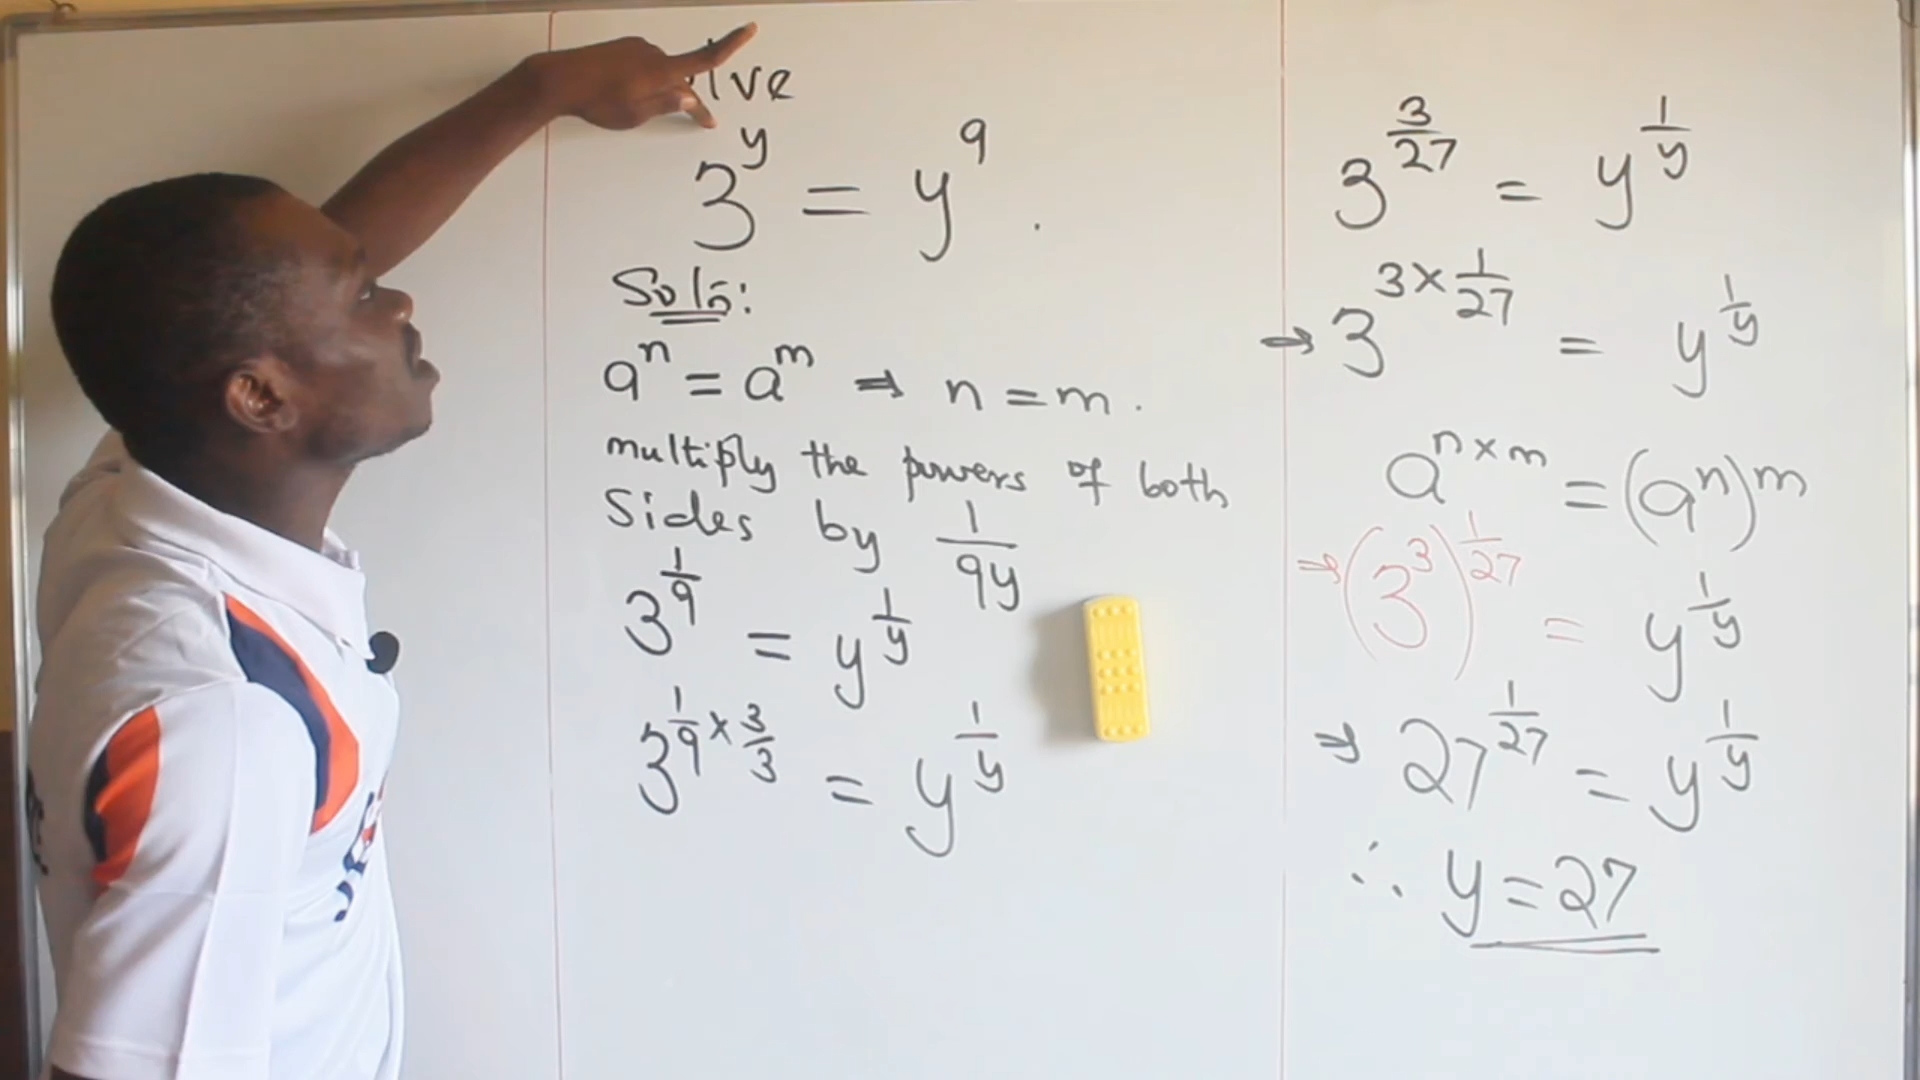 lve
3^y = y^9 .
Soln:
a^n = a^m ⇒ n = m .
multiply the powers of both
Sides by 1/9y
3^1/9 = y^1/y
3^1/9 × 3/3 = y^1/y
3^3/27 = y^1/y
⇒ 3^3 × 1/27 = y^1/y
a^n × m = (a^n)^m
⇒ (3^3)^1/27 = y^1/y
⇒ 27^1/27 = y^1/y
∴ y = 27